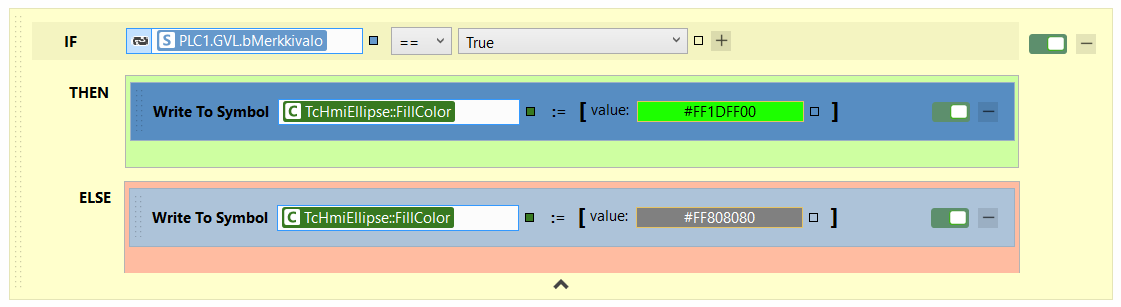 IF S PLC1.GVL.bMerkkivalo == True +
THEN
Write To Symbol C TcHmiEllipse::FillColor := [ value: #FF1DFF00 ]
ELSE
Write To Symbol C TcHmiEllipse::FillColor := [ value: #FF808080 ]